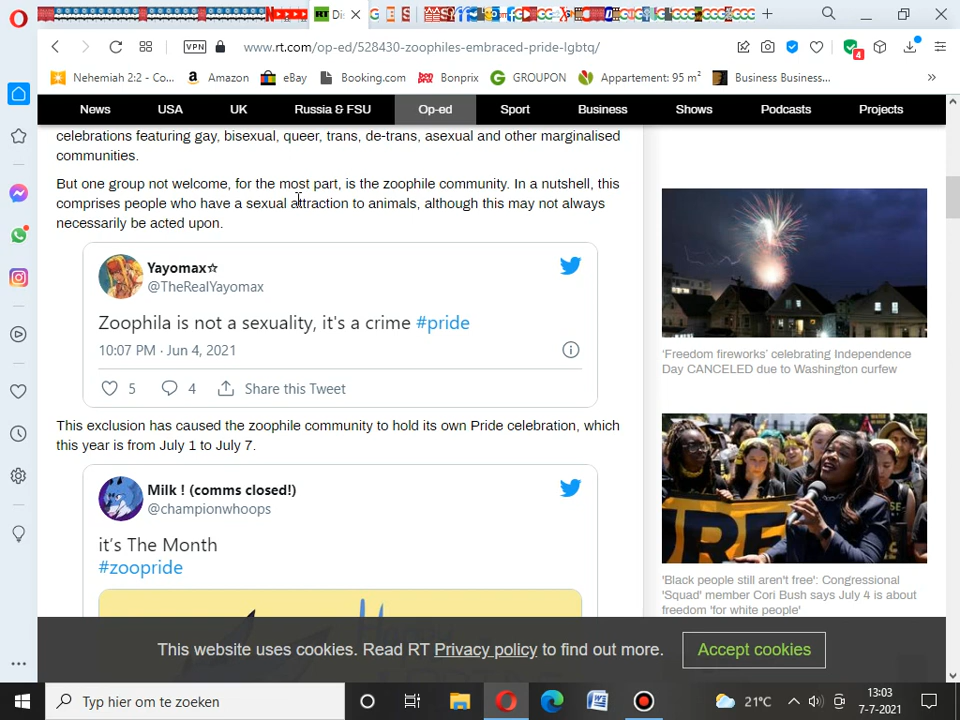 RT
Di
VPN
www.rt.com/op-ed/528430-zoophiles-embraced-pride-lgbtq/
4
Nehemiah 2:2 - Co...
Amazon
eBay
Booking.com
Bonprix
GROUPON
Appartement: 95 m²
Business Business...
»
News
USA
UK
Russia & FSU
Op-ed
Sport
Business
Shows
Podcasts
Projects
celebrations featuring gay, bisexual, queer, trans, de-trans, asexual and other marginalised
communities.
But one group not welcome, for the most part, is the zoophile community. In a nutshell, this
comprises people who have a sexual attraction to animals, although this may not always
necessarily be acted upon.
Yayomax☆
@TheRealYayomax
Zoophila is not a sexuality, it's a crime #pride
10:07 PM · Jun 4, 2021
5
4
Share this Tweet
This exclusion has caused the zoophile community to hold its own Pride celebration, which
this year is from July 1 to July 7.
Milk ! (comms closed!)
@championwhoops
it's The Month
#zoopride
'Freedom fireworks' celebrating Independence
Day CANCELED due to Washington curfew
'Black people still aren't free': Congressional
'Squad' member Cori Bush says July 4 is about
freedom 'for white people'
This website uses cookies. Read RT Privacy policy to find out more.
Accept cookies
Typ hier om te zoeken
21°C
13:03
7-7-2021